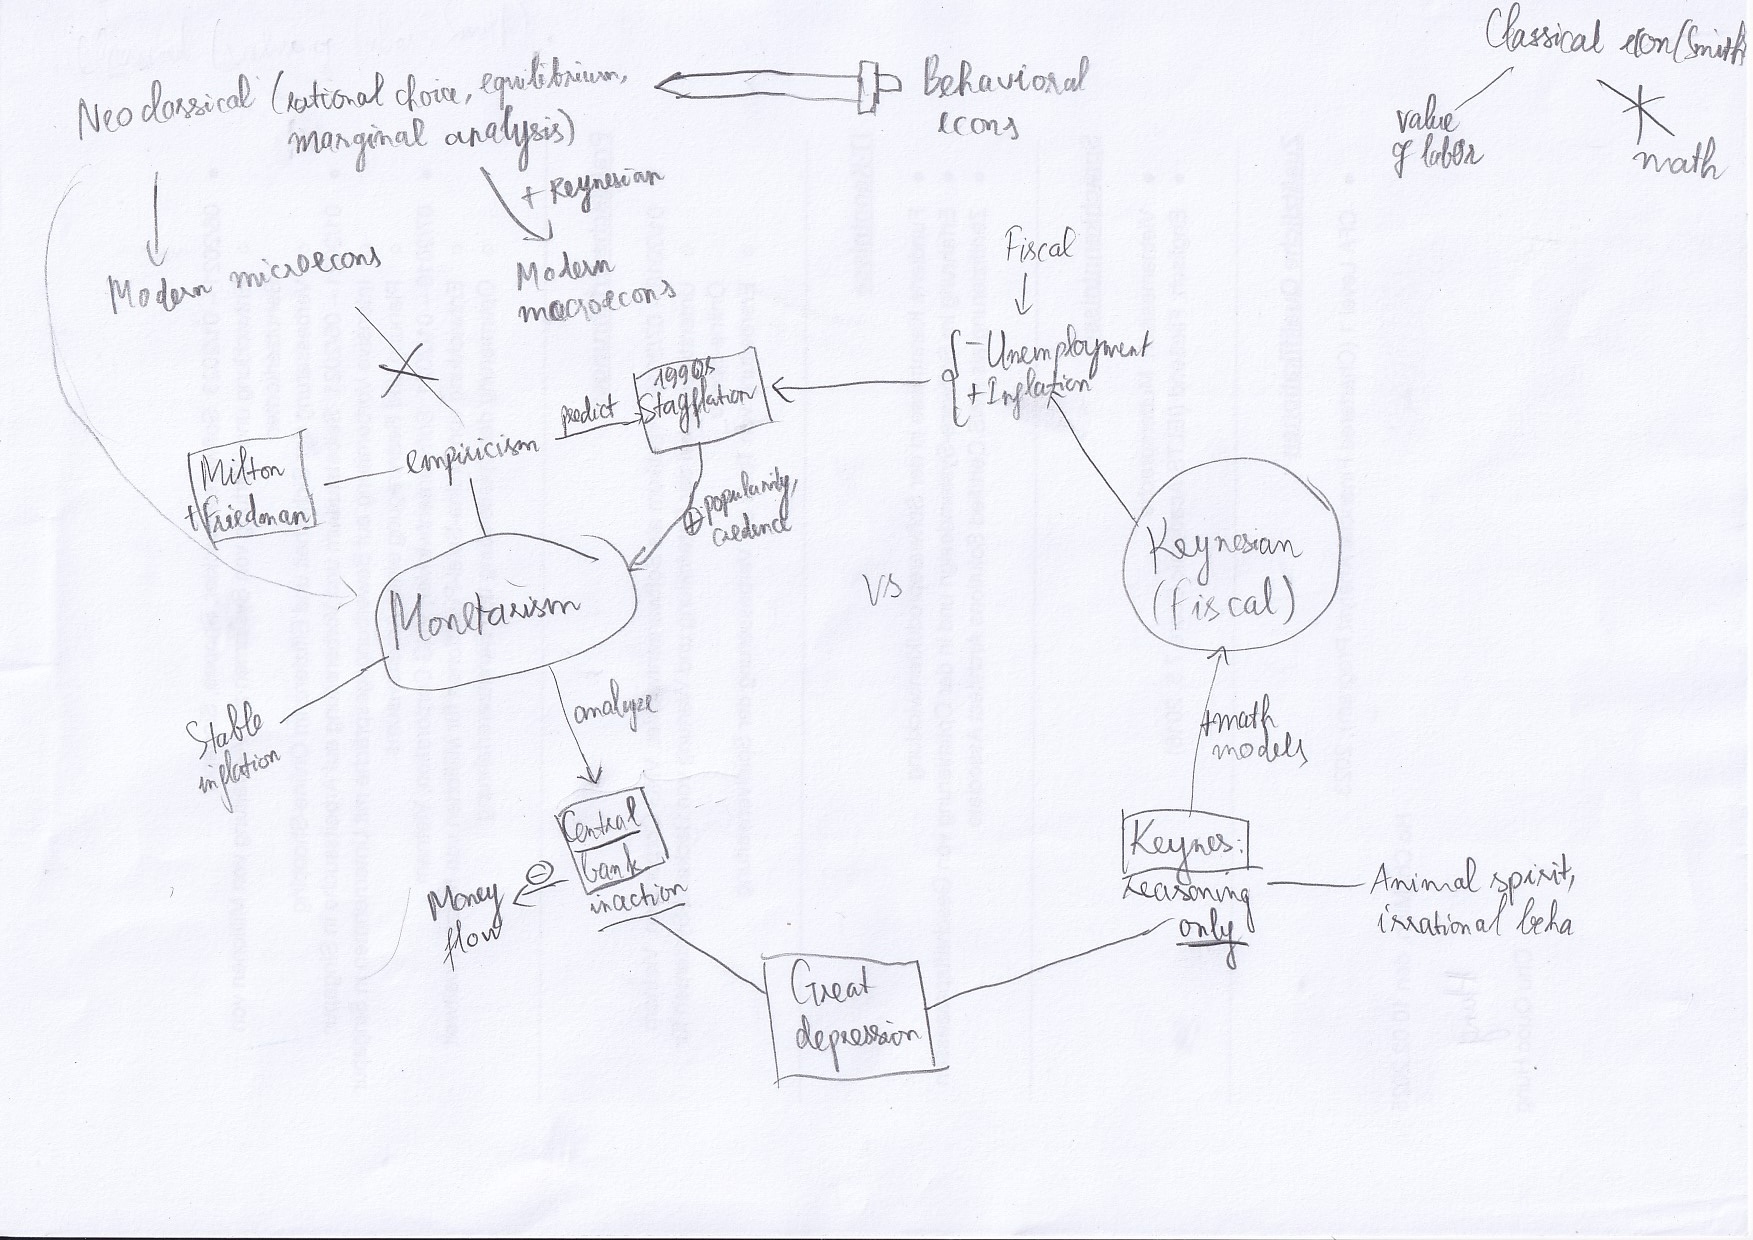 Classical econ (Smith)
value
of labor
math
Neoclassical (rational choice, equilibrium,
marginal analysis)
Behavioral
econs
+ Keynesian
Modern microecons
Modern
macroecons
Fiscal
- Unemployment
+ Inflation
1990s
Stagflation
predict
empiricism
Milton
+ Friedman
+ popularity,
credence
Monetarism
vs
Keynesian
(fiscal)
Stable
inflation
analyze
+math
models
Central
bank
inaction
-
Money
flow
Keynes:
reasoning
only
Animal spirit,
irrational beha
Great
depression